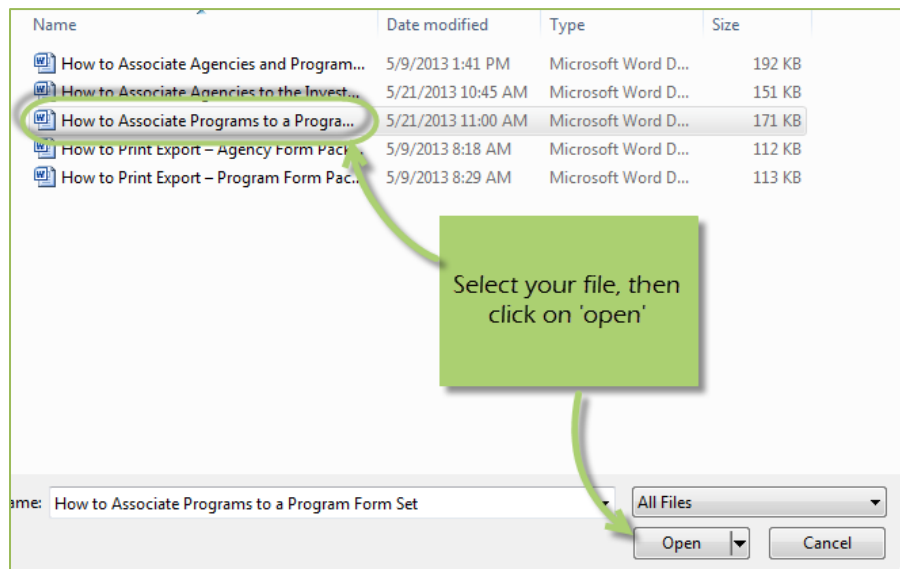 Name Date modified Type Size
How to Associate Agencies and Program... 5/9/2013 1:41 PM Microsoft Word D... 192 KB
How to Associate Agencies to the Invest... 5/21/2013 10:45 AM Microsoft Word D... 151 KB
How to Associate Programs to a Progra... 5/21/2013 11:00 AM Microsoft Word D... 171 KB
How to Print Export – Agency Form Pack... 5/9/2013 8:18 AM Microsoft Word D... 112 KB
How to Print Export – Program Form Pac... 5/9/2013 8:29 AM Microsoft Word D... 113 KB
Select your file, then
click on 'open'
ame: How to Associate Programs to a Program Form Set All Files
Open Cancel